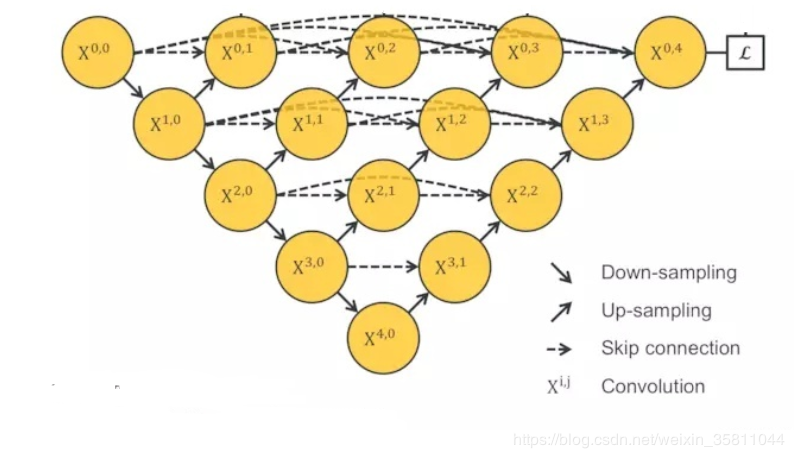 X0,0 X0,1 X0,2 X0,3 X0,4 ℒ
X1,0 X1,1 X1,2 X1,3
X2,0 X2,1 X2,2
X3,0 X3,1
X4,0
Down-sampling
Up-sampling
Skip connection
Xi,j Convolution
https://blog.csdn.net/weixin_35811044